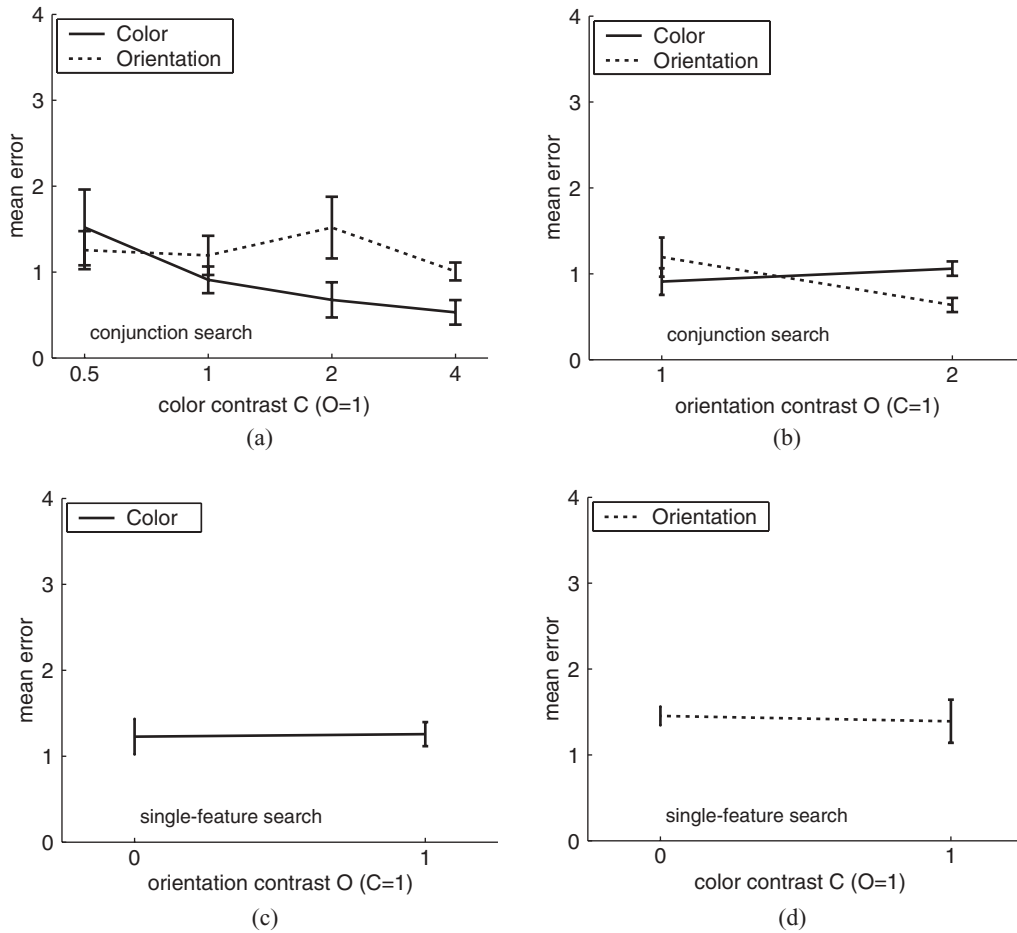 4
3
2
1
0
mean error
Color
Orientation
conjunction search
0.5 1 2 4
color contrast C (O=1)
(a)
4
3
2
1
0
mean error
Color
Orientation
conjunction search
1 2
orientation contrast O (C=1)
(b)
4
3
2
1
0
mean error
Color
single-feature search
0 1
orientation contrast O (C=1)
(c)
4
3
2
1
0
mean error
Orientation
single-feature search
0 1
color contrast C (O=1)
(d)